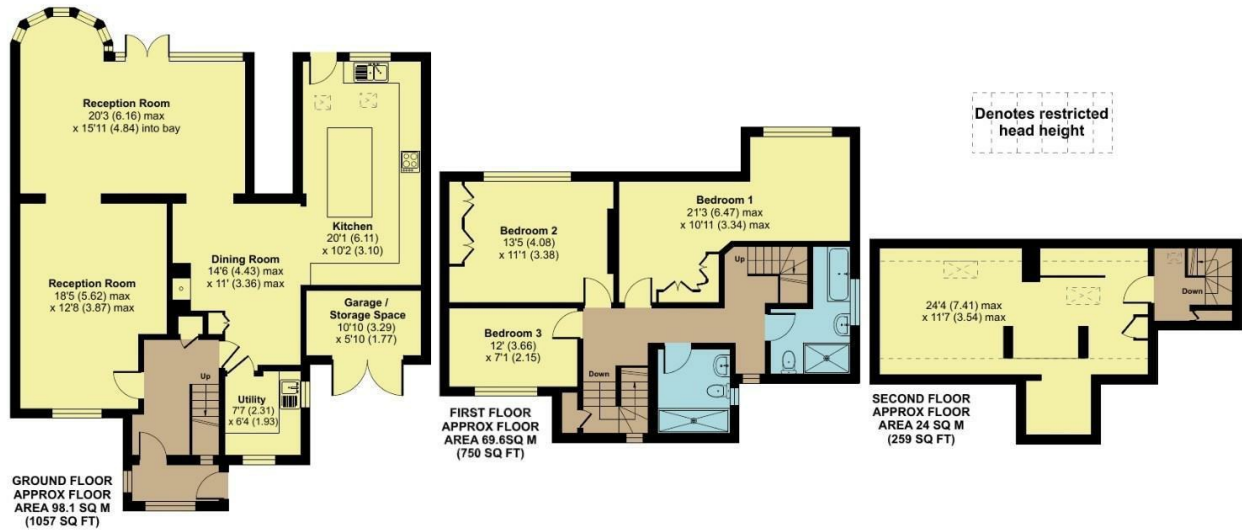 Reception Room
20'3 (6.16) max
x 15'11 (4.84) into bay
Kitchen
20'1 (6.11)
x 10'2 (3.10)
Dining Room
14'6 (4.43) max
x 11' (3.36) max
Reception Room
18'5 (5.62) max
x 12'8 (3.87) max
Garage /
Storage Space
10'10 (3.29)
x 5'10 (1.77)
Up
Utility
7'7 (2.31)
x 6'4 (1.93)
GROUND FLOOR
APPROX FLOOR
AREA 98.1 SQ M
(1057 SQ FT)
Bedroom 1
21'3 (6.47) max
x 10'11 (3.34) max
Bedroom 2
13'5 (4.08)
x 11'1 (3.38)
Up
Bedroom 3
12' (3.66)
x 7'1 (2.15)
Down
FIRST FLOOR
APPROX FLOOR
AREA 69.6SQ M
(750 SQ FT)
Denotes restricted
head height
24'4 (7.41) max
x 11'7 (3.54) max
Down
SECOND FLOOR
APPROX FLOOR
AREA 24 SQ M
(259 SQ FT)